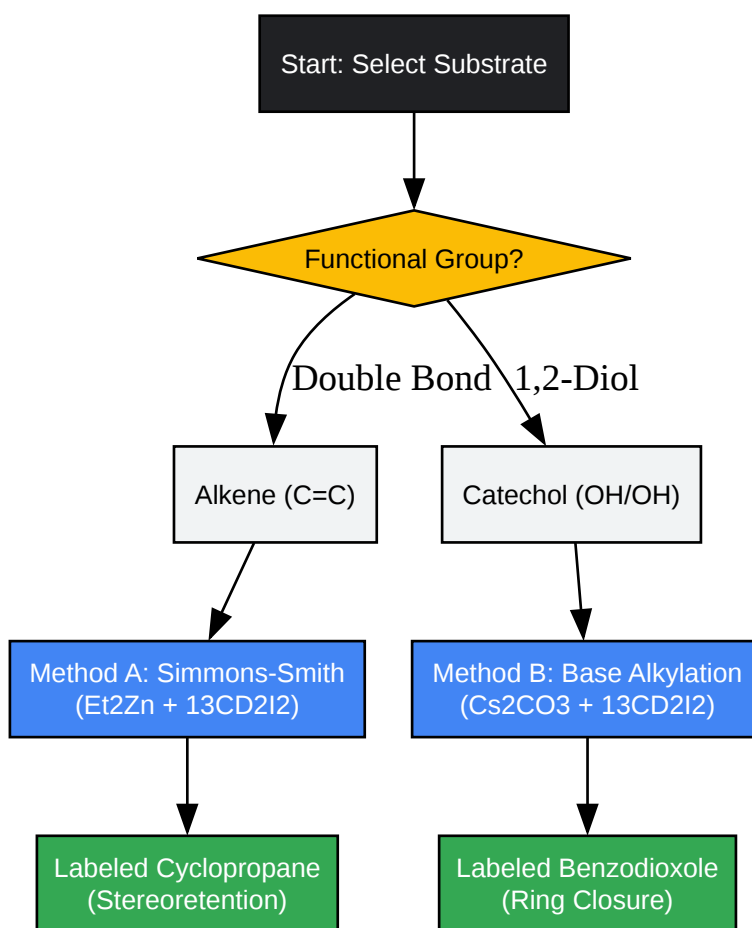 Start: Select Substrate
Functional Group?
Double Bond
1,2-Diol
Alkene (C=C)
Catechol (OH/OH)
Method A: Simmons-Smith
(Et2Zn + 13CD2I2)
Method B: Base Alkylation
(Cs2CO3 + 13CD2I2)
Labeled Cyclopropane
(Stereoretention)
Labeled Benzodioxole
(Ring Closure)